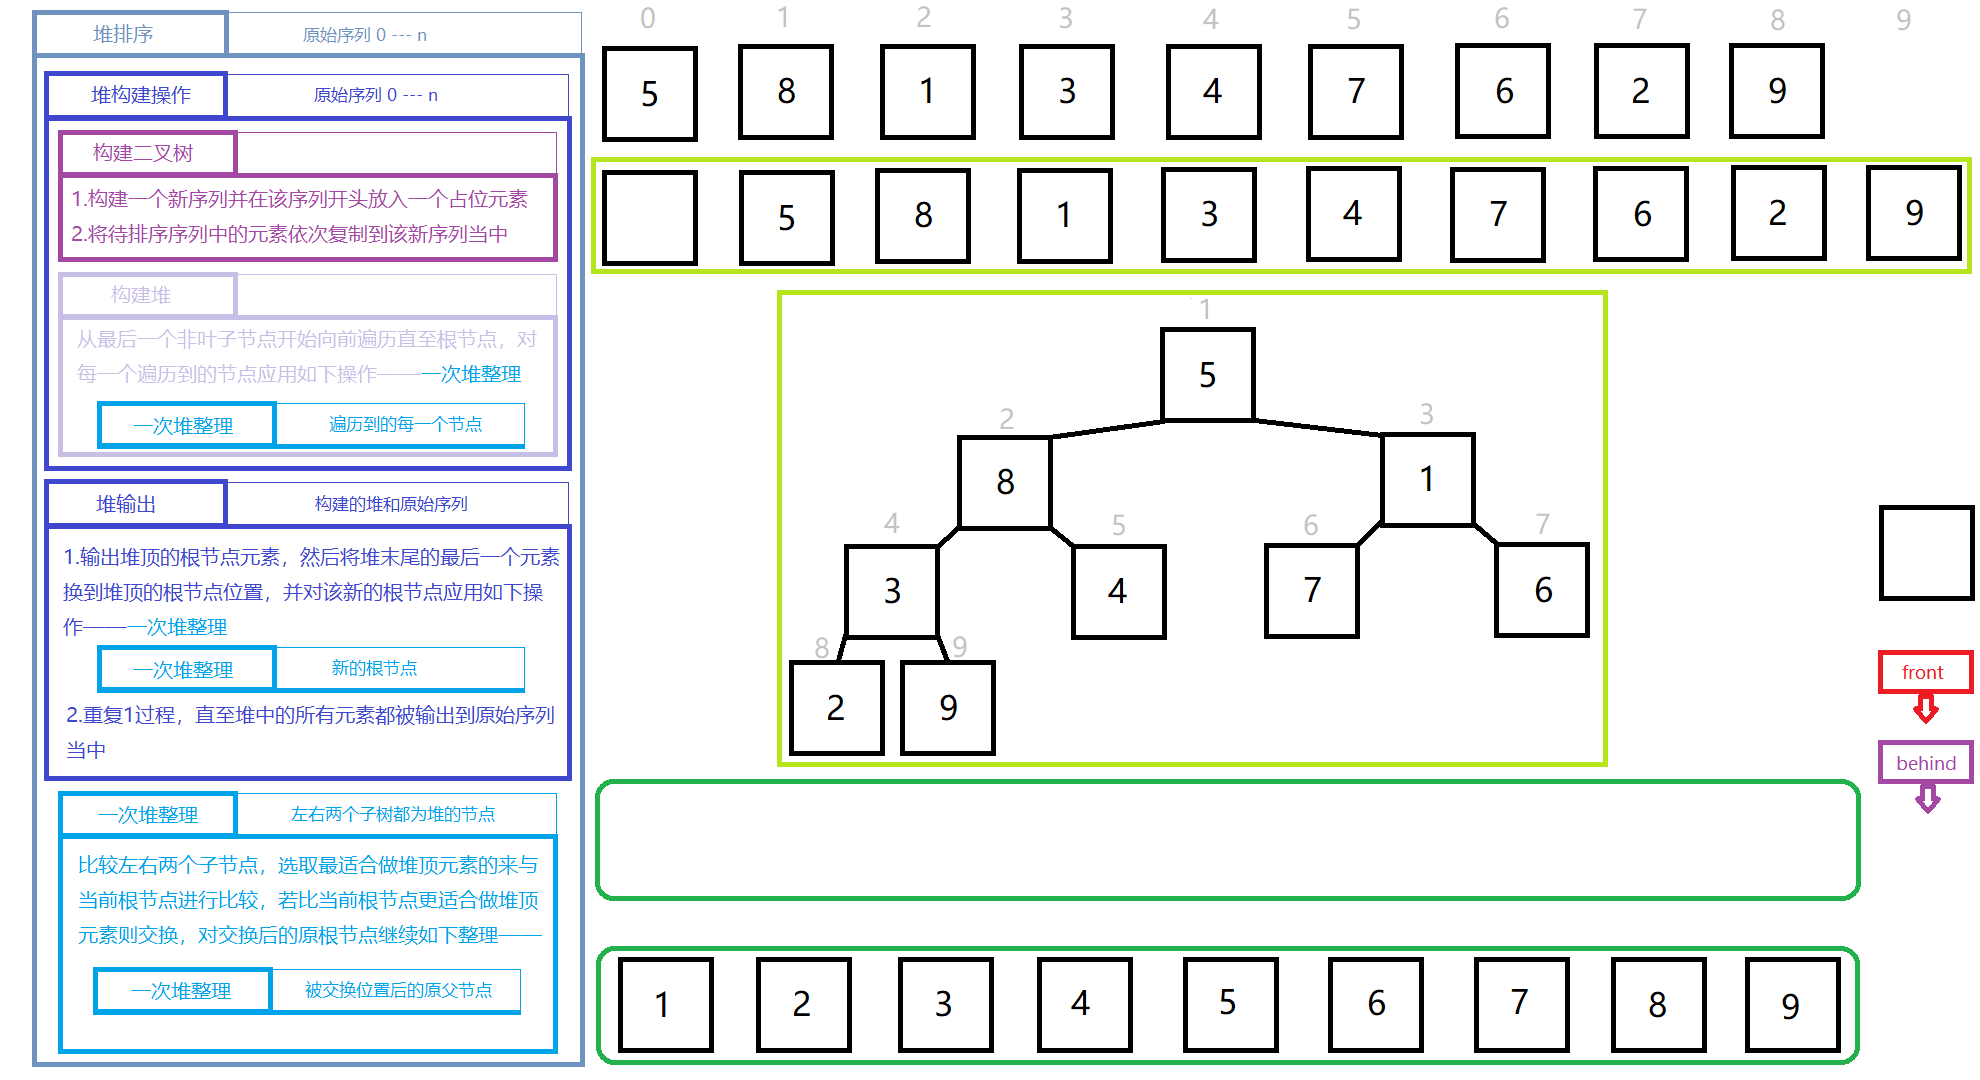 堆排序
原始序列 0 --- n
堆构建操作
原始序列 0 --- n
构建二叉树
1.构建一个新序列并在该序列开头放入一个占位元素
2.将待排序序列中的元素依次复制到该新序列当中
构建堆
从最后一个非叶子节点开始向前遍历直至根节点，对
每一个遍历到的节点应用如下操作——一次堆整理
一次堆整理
遍历到的每一个节点
堆输出
构建的堆和原始序列
1.输出堆顶的根节点元素，然后将堆末尾的最后一个元素
换到堆顶的根节点位置，并对该新的根节点应用如下操
作——一次堆整理
一次堆整理
新的根节点
2.重复1过程，直至堆中的所有元素都被输出到原始序列
当中
一次堆整理
左右两个子树都为堆的节点
比较左右两个子节点，选取最适合做堆顶元素的来与
当前根节点进行比较，若比当前根节点更适合做堆顶
元素则交换，对交换后的原根节点继续如下整理——
一次堆整理
被交换位置后的原父节点
0 1 2 3 4 5 6 7 8 9
5 8 1 3 4 7 6 2 9
5 8 1 3 4 7 6 2 9
1
5
2 3
8 1
4 5 6 7
3 4 7 6
8 9
2 9
front
behind
1 2 3 4 5 6 7 8 9